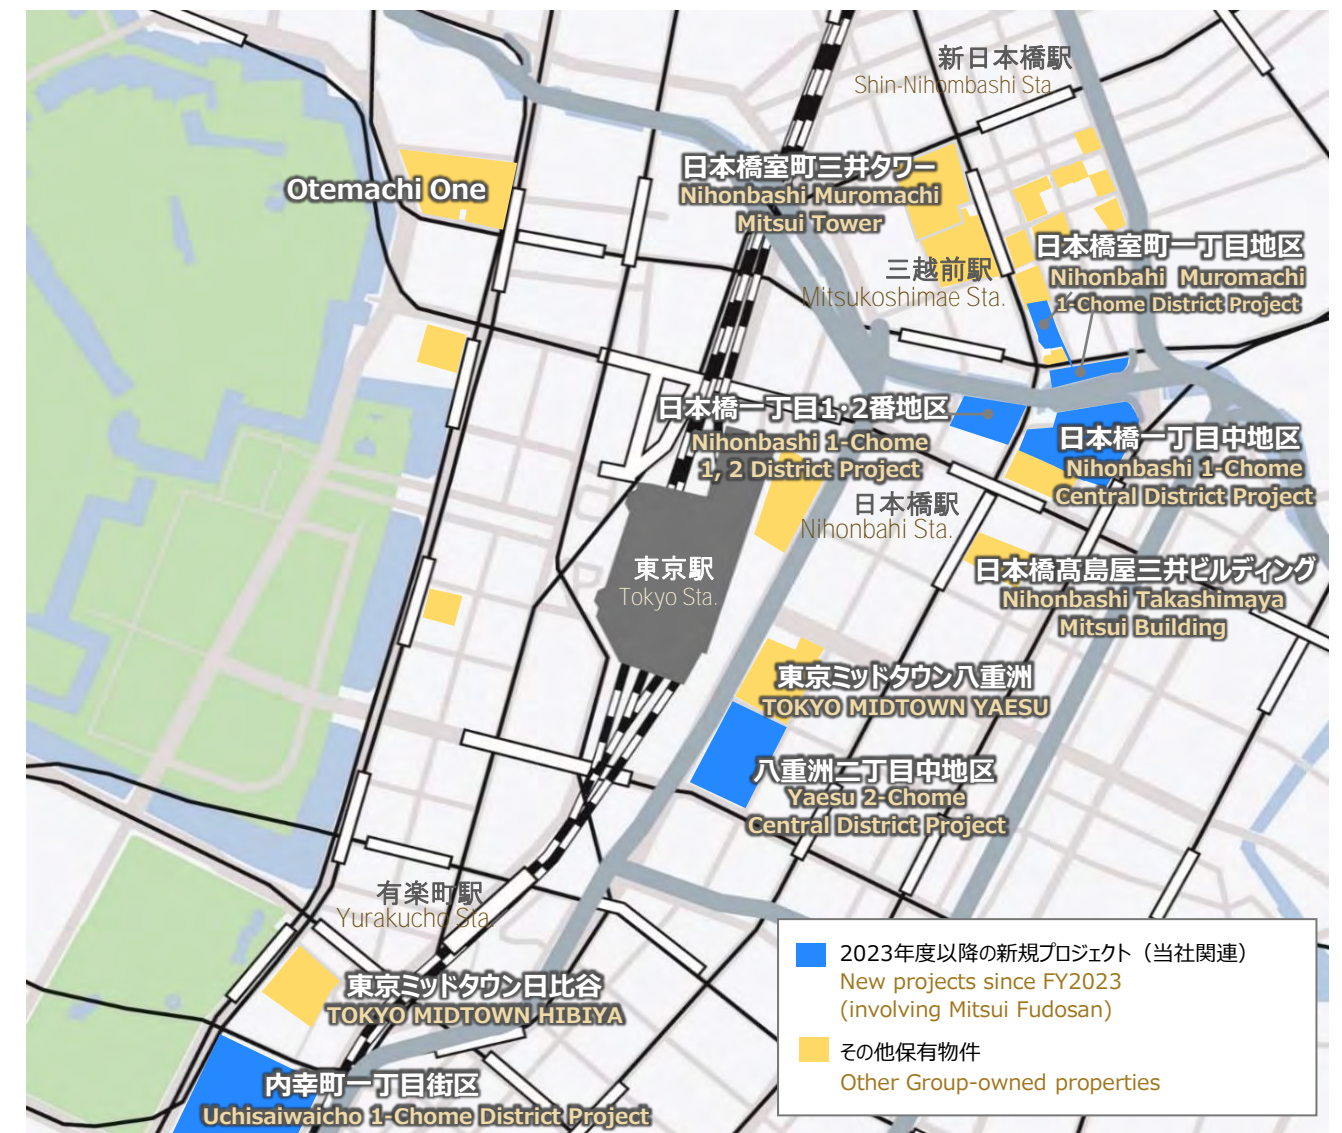 新日本橋駅
Shin-Nihombashi Sta.
日本橋室町三井タワー
Nihonbashi Muromachi
Mitsui Tower
Otemachi One
日本橋室町一丁目地区
Nihonbahi Muromachi
1-Chome District Project
三越前駅
Mitsukoshimae Sta.
日本橋一丁目1・2番地区
Nihonbashi 1-Chome
1, 2 District Project
日本橋一丁目中地区
Nihonbashi 1-Chome
Central District Project
日本橋駅
Nihonbahi Sta.
東京駅
Tokyo Sta.
日本橋髙島屋三井ビルディング
Nihonbashi Takashimaya
Mitsui Building
東京ミッドタウン八重洲
TOKYO MIDTOWN YAESU
八重洲二丁目中地区
Yaesu 2-Chome
Central District Project
有楽町駅
Yurakucho Sta.
東京ミッドタウン日比谷
TOKYO MIDTOWN HIBIYA
内幸町一丁目街区
Uchisaiwaicho 1-Chome District Project
2023年度以降の新規プロジェクト（当社関連）
New projects since FY2023
(involving Mitsui Fudosan)
その他保有物件
Other Group-owned properties